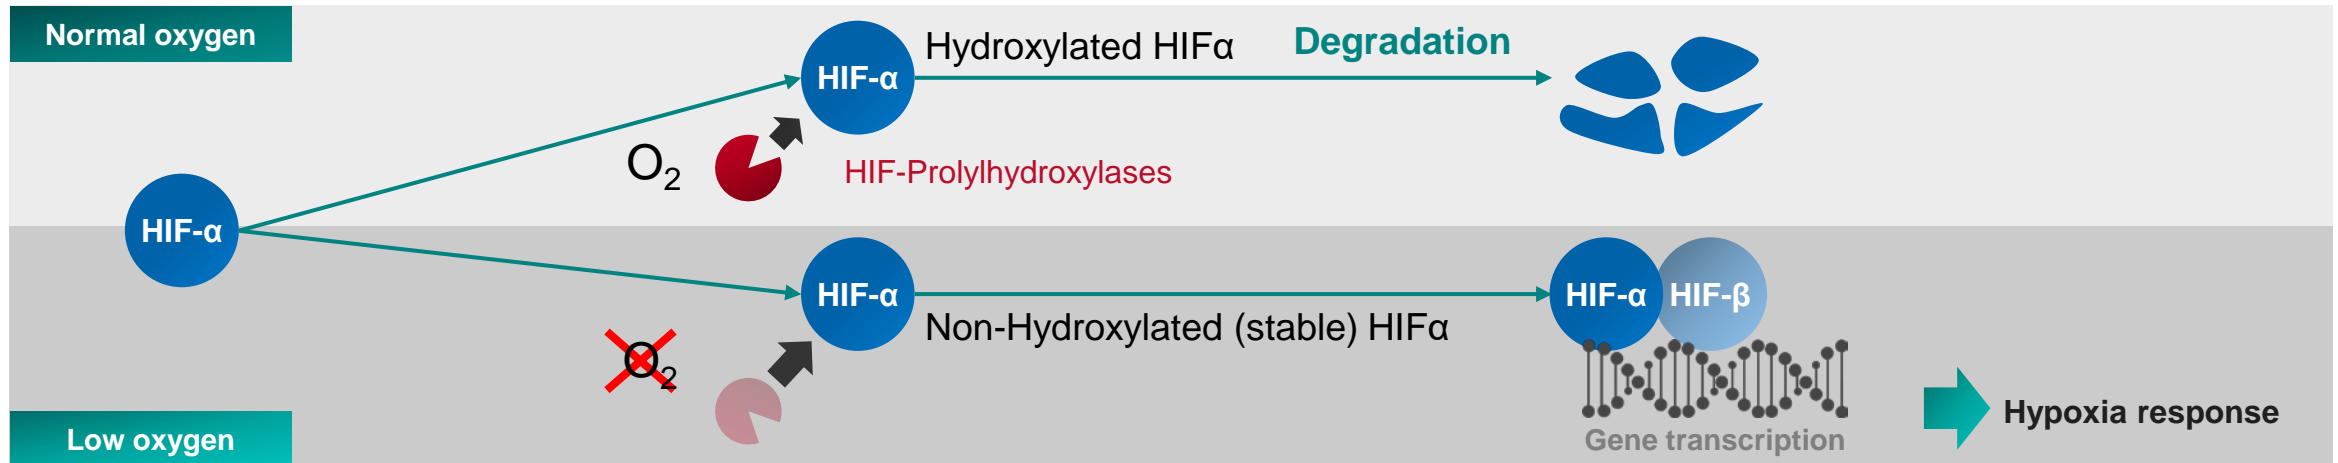 Normal oxygen
HIF-α
Hydroxylated HIFα
Degradation
O₂
HIF-Prolylhydroxylases
HIF-α
HIF-α
Non-Hydroxylated (stable) HIFα
HIF-α
HIF-β
O₂
Gene transcription
Hypoxia response
Low oxygen